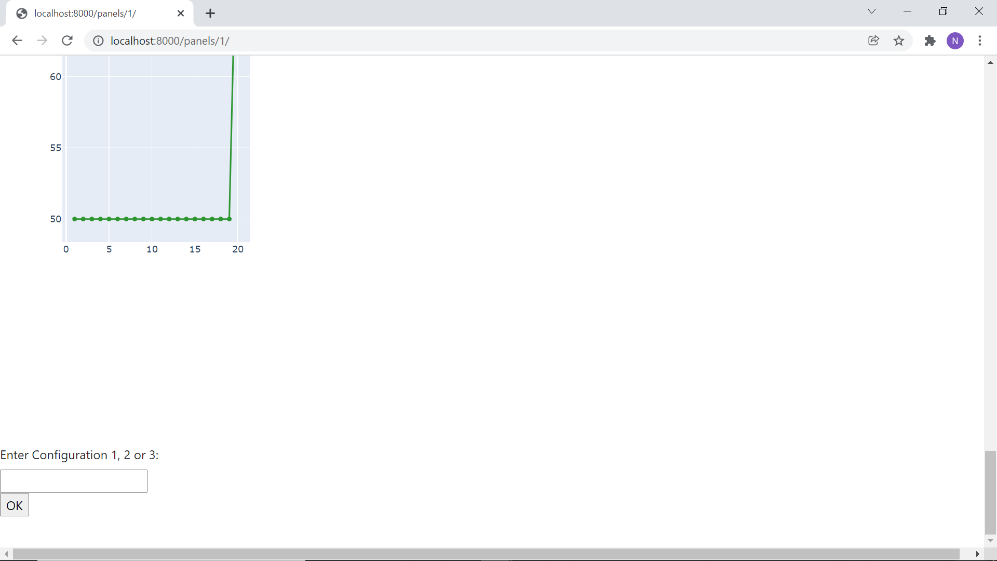 localhost:8000/panels/1/
localhost:8000/panels/1/
N
60
55
50
0 5 10 15 20
Enter Configuration 1, 2 or 3:
OK